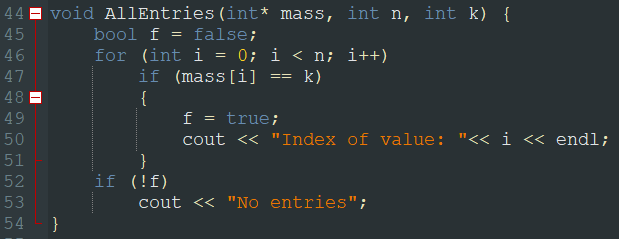 44 void AllEntries(int* mass, int n, int k) {
45     bool f = false;
46     for (int i = 0; i < n; i++)
47         if (mass[i] == k)
48         {
49             f = true;
50             cout << "Index of value: "<< i << endl;
51         }
52     if (!f)
53         cout << "No entries";
54 }